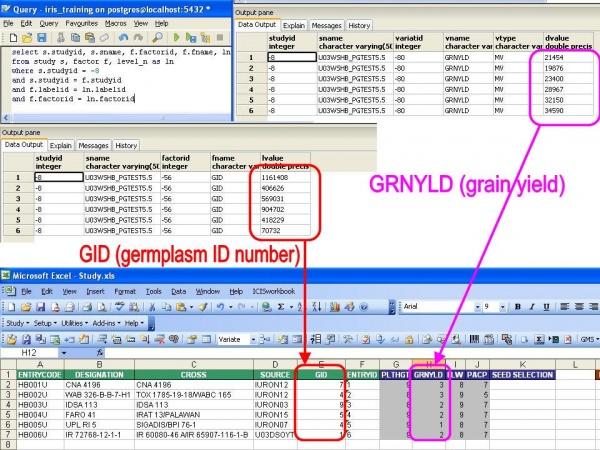 Query - iris_training on postgres@localhost:5432 *
File Edit Query Favourites Macros View Help
select s.studyid, s.sname, f.factorid, f.fname, ln
from study s, factor f, level_n as ln
where s.studyid = -8
and s.studyid = f.studyid
and f.labelid = ln.labelid
and f.factorid = ln.factorid
Output pane
Data Output Explain Messages History
studyid sname variatid vname vtype dvalue
integer character varying(50 integer character var character var double precis
1 -8 U03WSHB_PGTEST5.5 -80 GRNYLD MV 21454
2 -8 U03WSHB_PGTEST5.5 -80 GRNYLD MV 19876
3 -8 U03WSHB_PGTEST5.5 -80 GRNYLD MV 23400
4 -8 U03WSHB_PGTEST5.5 -80 GRNYLD MV 28967
5 -8 U03WSHB_PGTEST5.5 -80 GRNYLD MV 32150
6 -8 U03WSHB_PGTEST5.5 -80 GRNYLD MV 34590
Output pane
Data Output Explain Messages History
studyid sname factorid fname lvalue
integer character varying(50 integer character var double precis
1 -8 U03WSHB_PGTEST5.5 -56 GID 1161408
2 -8 U03WSHB_PGTEST5.5 -56 GID 406626
3 -8 U03WSHB_PGTEST5.5 -56 GID 569031
4 -8 U03WSHB_PGTEST5.5 -56 GID 904702
5 -8 U03WSHB_PGTEST5.5 -56 GID 418229
6 -8 U03WSHB_PGTEST5.5 -56 GID 70732
GRNYLD (grain yield)
GID (germplasm ID number)
Microsoft Excel - Study.xls
File Edit View Insert Format Tools Data Window Help ICISworkbook
Arial 9 B I U
Study Setup Utilities Add-ins Help
Variate GMS
H12 fx
A B C D E F G H I J K L
1 ENTRYCODE DESIGNATION CROSS SOURCE GID ENTRYID PLTHGT GRNYLD PACP SEED SELECTION
2 HB001U CNA 4196 CNA 4196 IURON12 7 1 9 3 8 7
3 HB002U WAB 326-B-B-7-H1 TOX 1785-19-18/WABC 165 IURON12 4 2 8 3 9 5
4 HB003U IDSA 113 IDSA 113 IURON03 9 3 8 2 8 7
5 HB004U FARO 41 IRAT 13/PALAWAN IURON15 4 4 9 2 8 7
6 HB005U UPL RI 5 SIGADIS/BPI 76-1 IURON07 4 5 9 1 8 7
7 HB006U IR 72768-12-1-1 IR 60080-46 A/IR 65907-116-1-B U03DSOYT 1 6 9 2 8 7
8